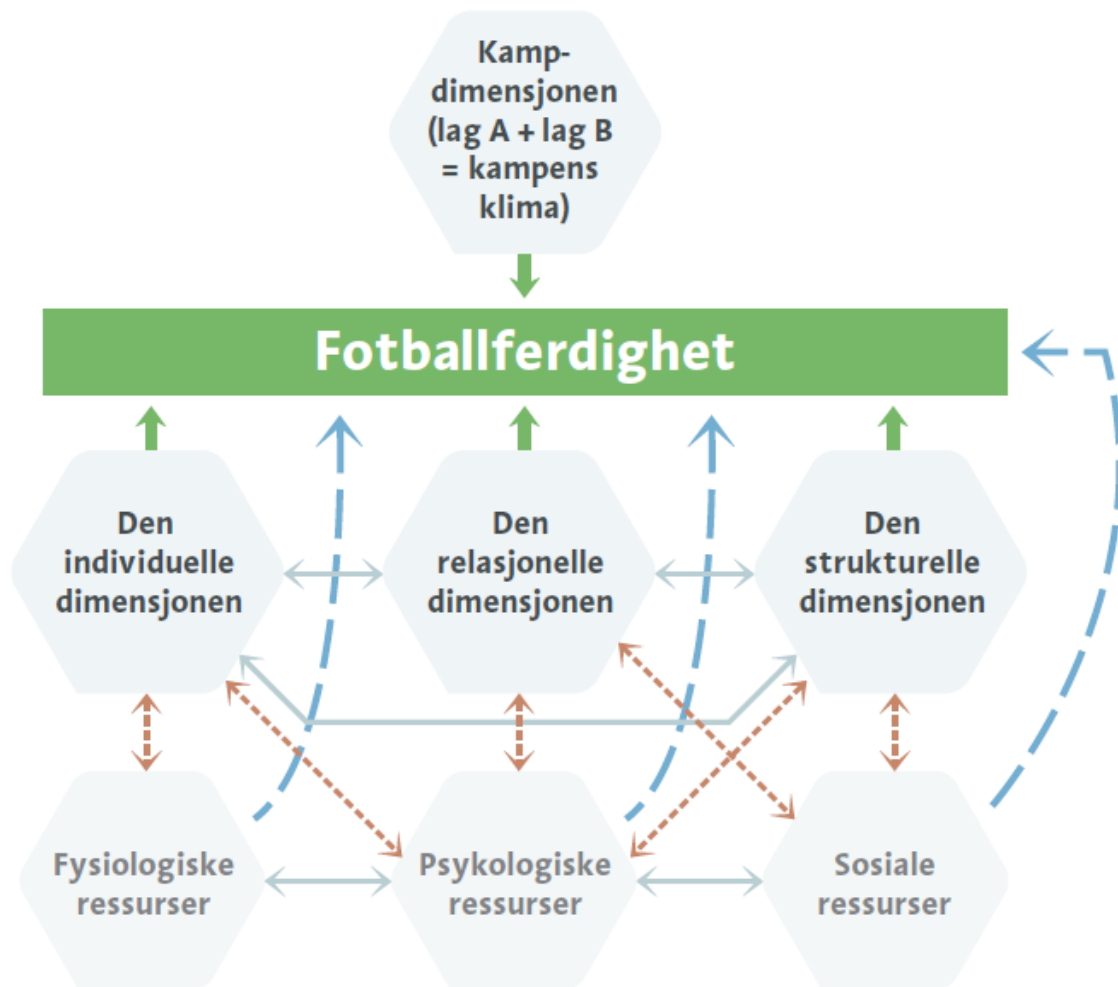 Kamp-
dimensjonen
(lag A + lag B
= kampens
klima)
Fotballferdighet
Den
individuelle
dimensjonen
Den
relasjonelle
dimensjonen
Den
strukturelle
dimensjonen
Fysiologiske
ressurser
Psykologiske
ressurser
Sosiale
ressurser